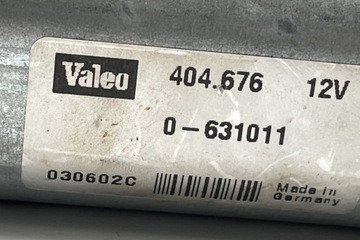 Valeo 404.676 12V
0-631011
030602C Made in
Germany